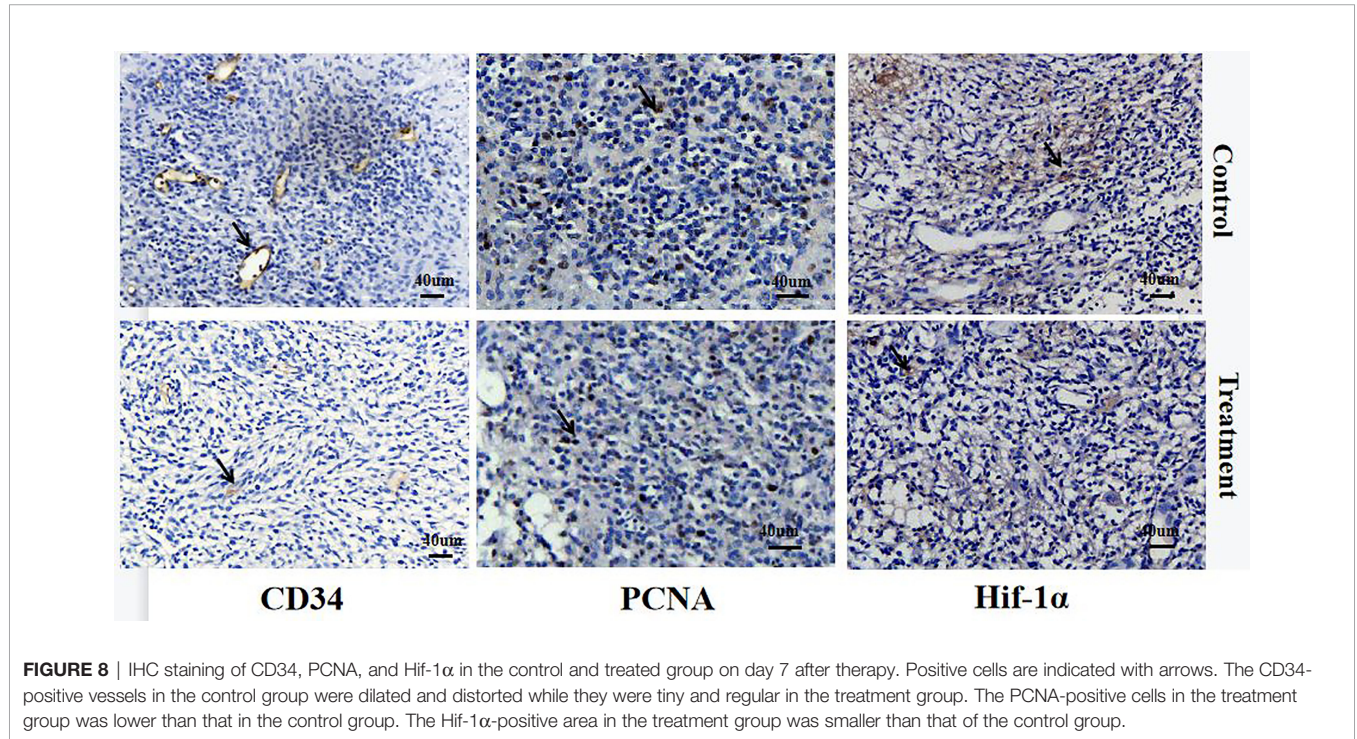 40um
40um
40um
Control
40um
40um
40um
Treatment
CD34
PCNA
Hif-1α
FIGURE 8 | IHC staining of CD34, PCNA, and Hif-1α in the control and treated group on day 7 after therapy. Positive cells are indicated with arrows. The CD34-
positive vessels in the control group were dilated and distorted while they were tiny and regular in the treatment group. The PCNA-positive cells in the treatment
group was lower than that in the control group. The Hif-1α-positive area in the treatment group was smaller than that of the control group.